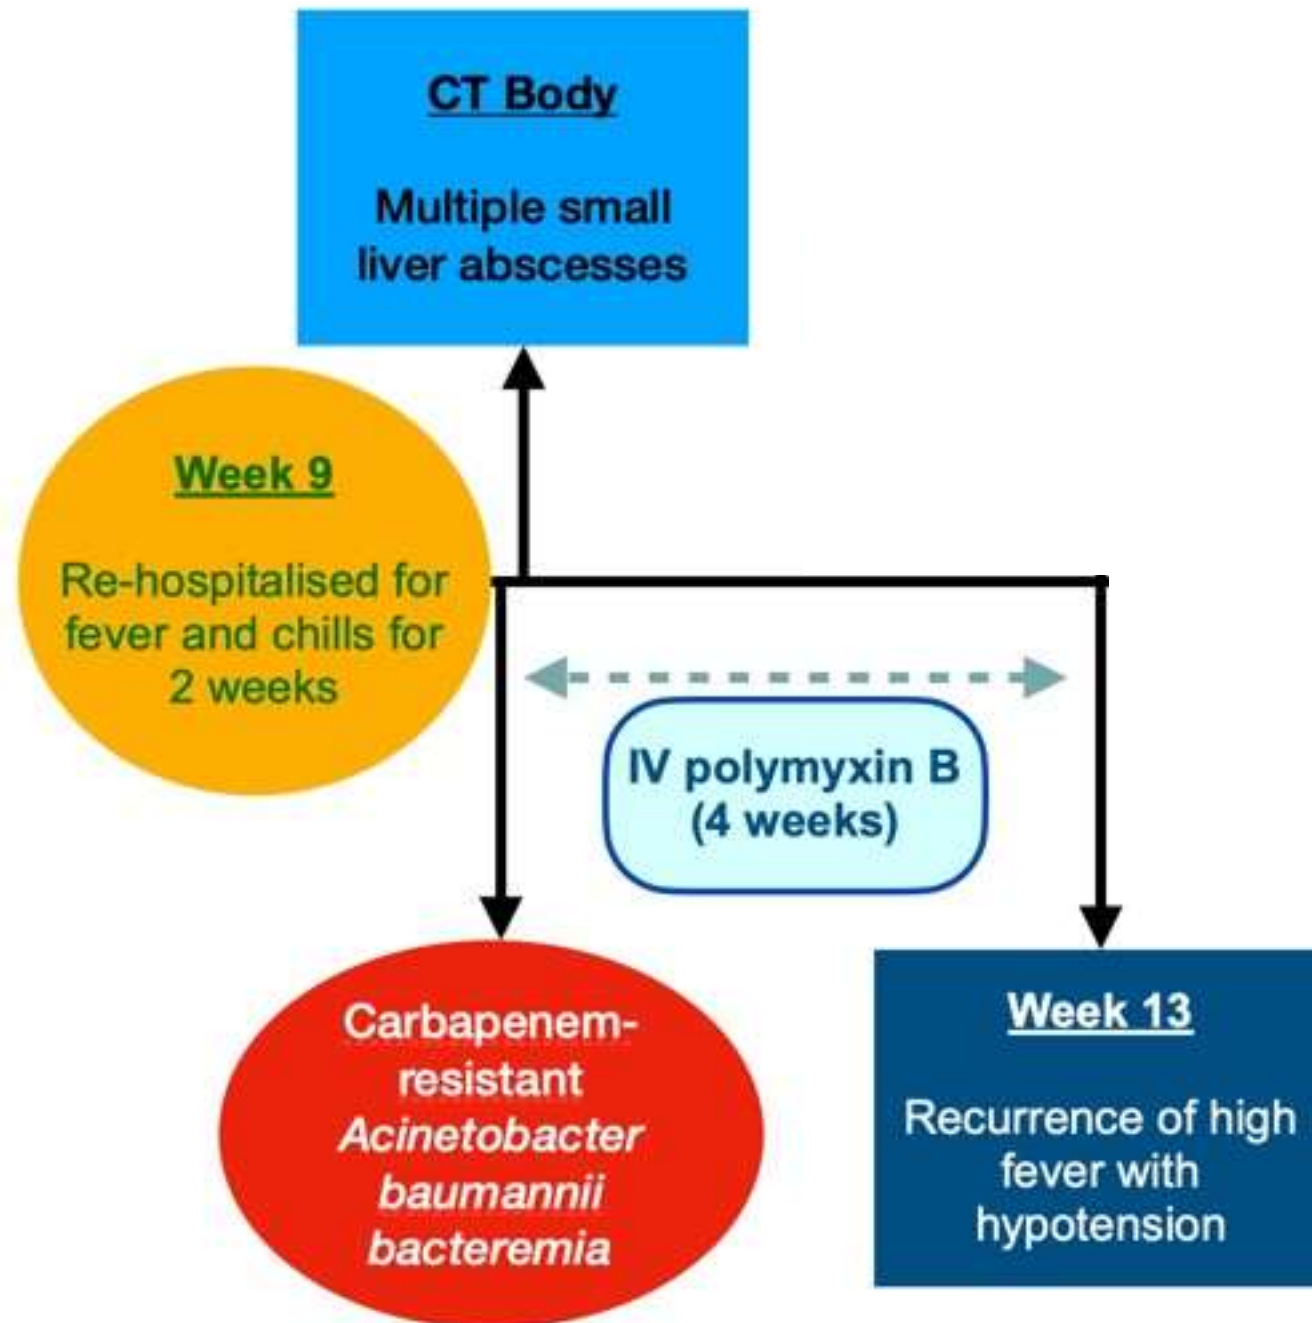 CT Body
Multiple small
liver abscesses
Week 9
Re-hospitalised for
fever and chills for
2 weeks
IV polymyxin B
(4 weeks)
Carbapenem-
resistant
Acinetobacter
baumannii
bacteremia
Week 13
Recurrence of high
fever with
hypotension